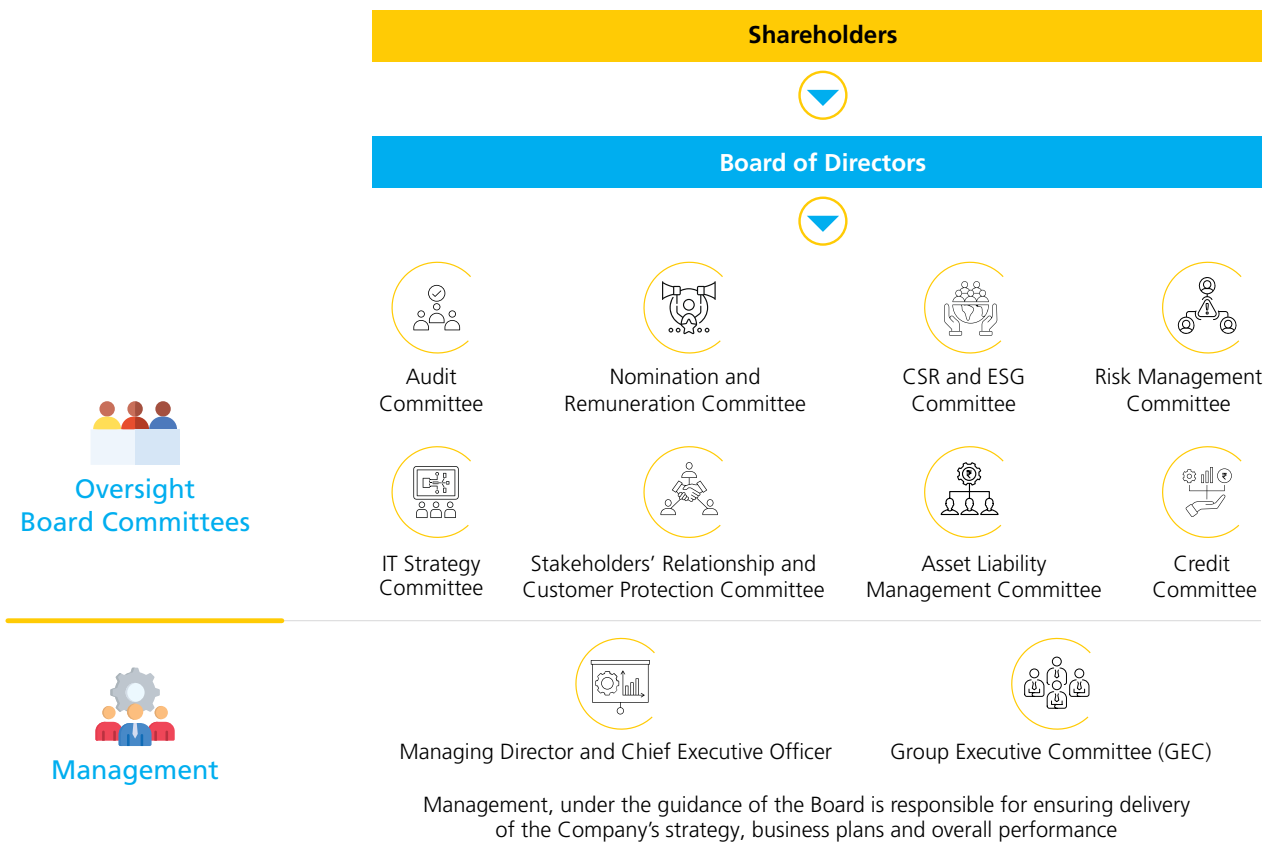 Shareholders
Board of Directors
Audit
Committee
Nomination and
Remuneration Committee
CSR and ESG
Committee
Risk Management
Committee
Oversight
Board Committees
IT Strategy
Committee
Stakeholders’ Relationship and
Customer Protection Committee
Asset Liability
Management Committee
Credit
Committee
Management
Managing Director and Chief Executive Officer
Group Executive Committee (GEC)
Management, under the guidance of the Board is responsible for ensuring delivery
of the Company’s strategy, business plans and overall performance